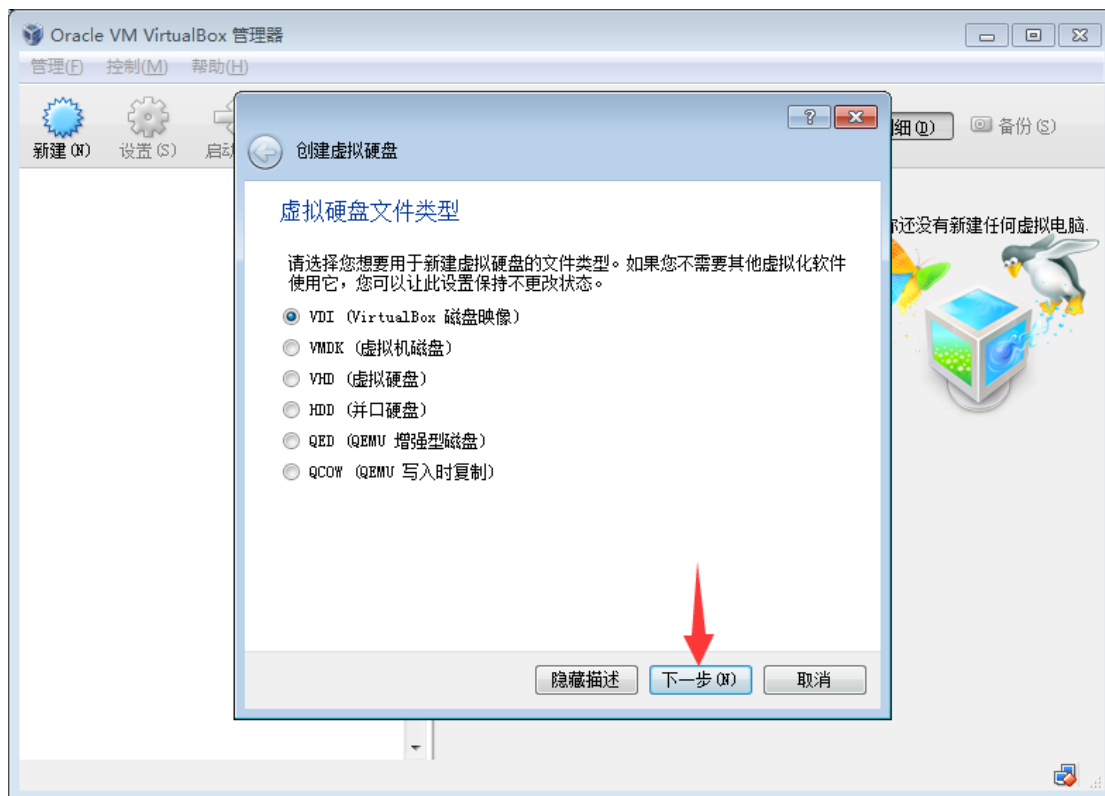 Oracle VM VirtualBox 管理器
管理(F) 控制(M) 帮助(H)
新建(N) 设置(S) 启动 细(D) 备份(S)
创建虚拟硬盘
虚拟硬盘文件类型
还没有新建任何虚拟电脑.
请选择您想要用于新建虚拟硬盘的文件类型。如果您不需要其他虚拟化软件
使用它，您可以让此设置保持不更改状态。
VDI (VirtualBox 磁盘映像)
VMDK (虚拟机磁盘)
VHD (虚拟硬盘)
HDD (并口硬盘)
QED (QEMU 增强型磁盘)
QCOW (QEMU 写入时复制)
隐藏描述 下一步(N) 取消